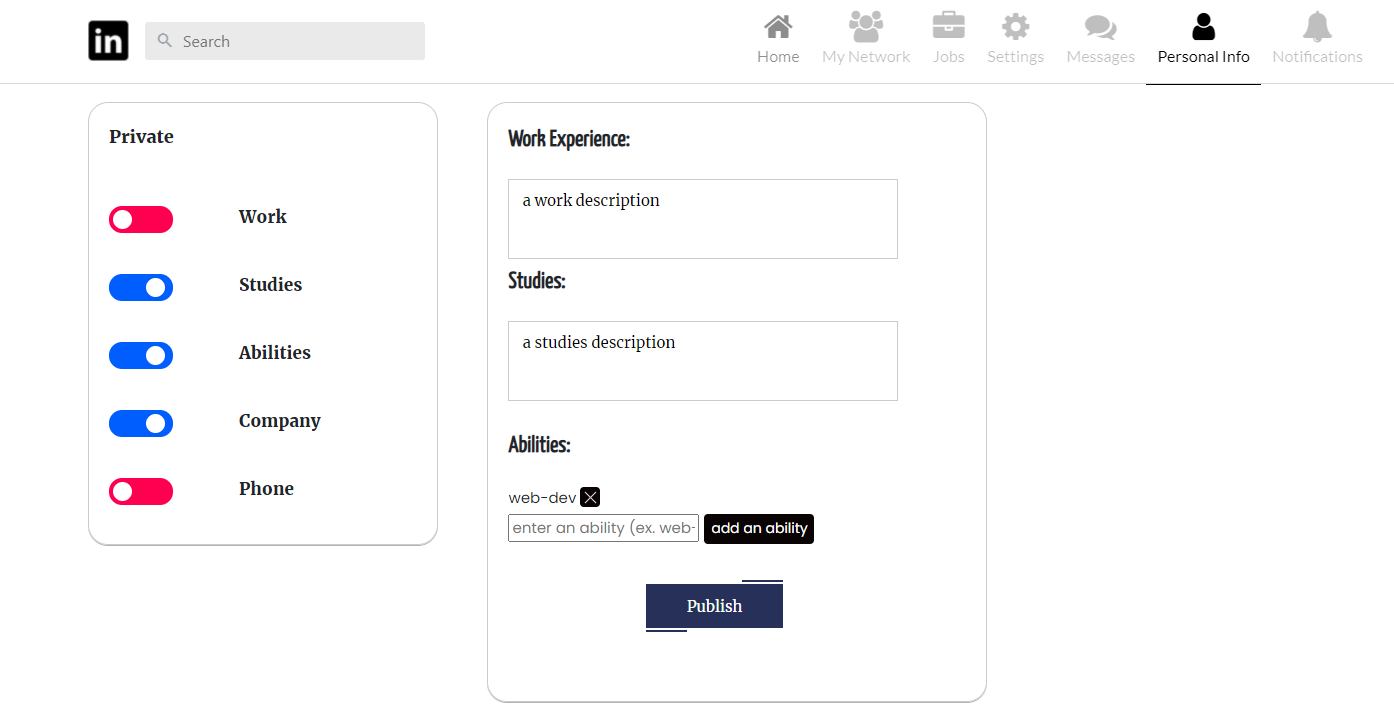 in
Search
Home
My Network
Jobs
Settings
Messages
Personal Info
Notifications
Private
Work
Studies
Abilities
Company
Phone
Work Experience:
a work description
Studies:
a studies description
Abilities:
web-dev
enter an ability (ex. web-
add an ability
Publish